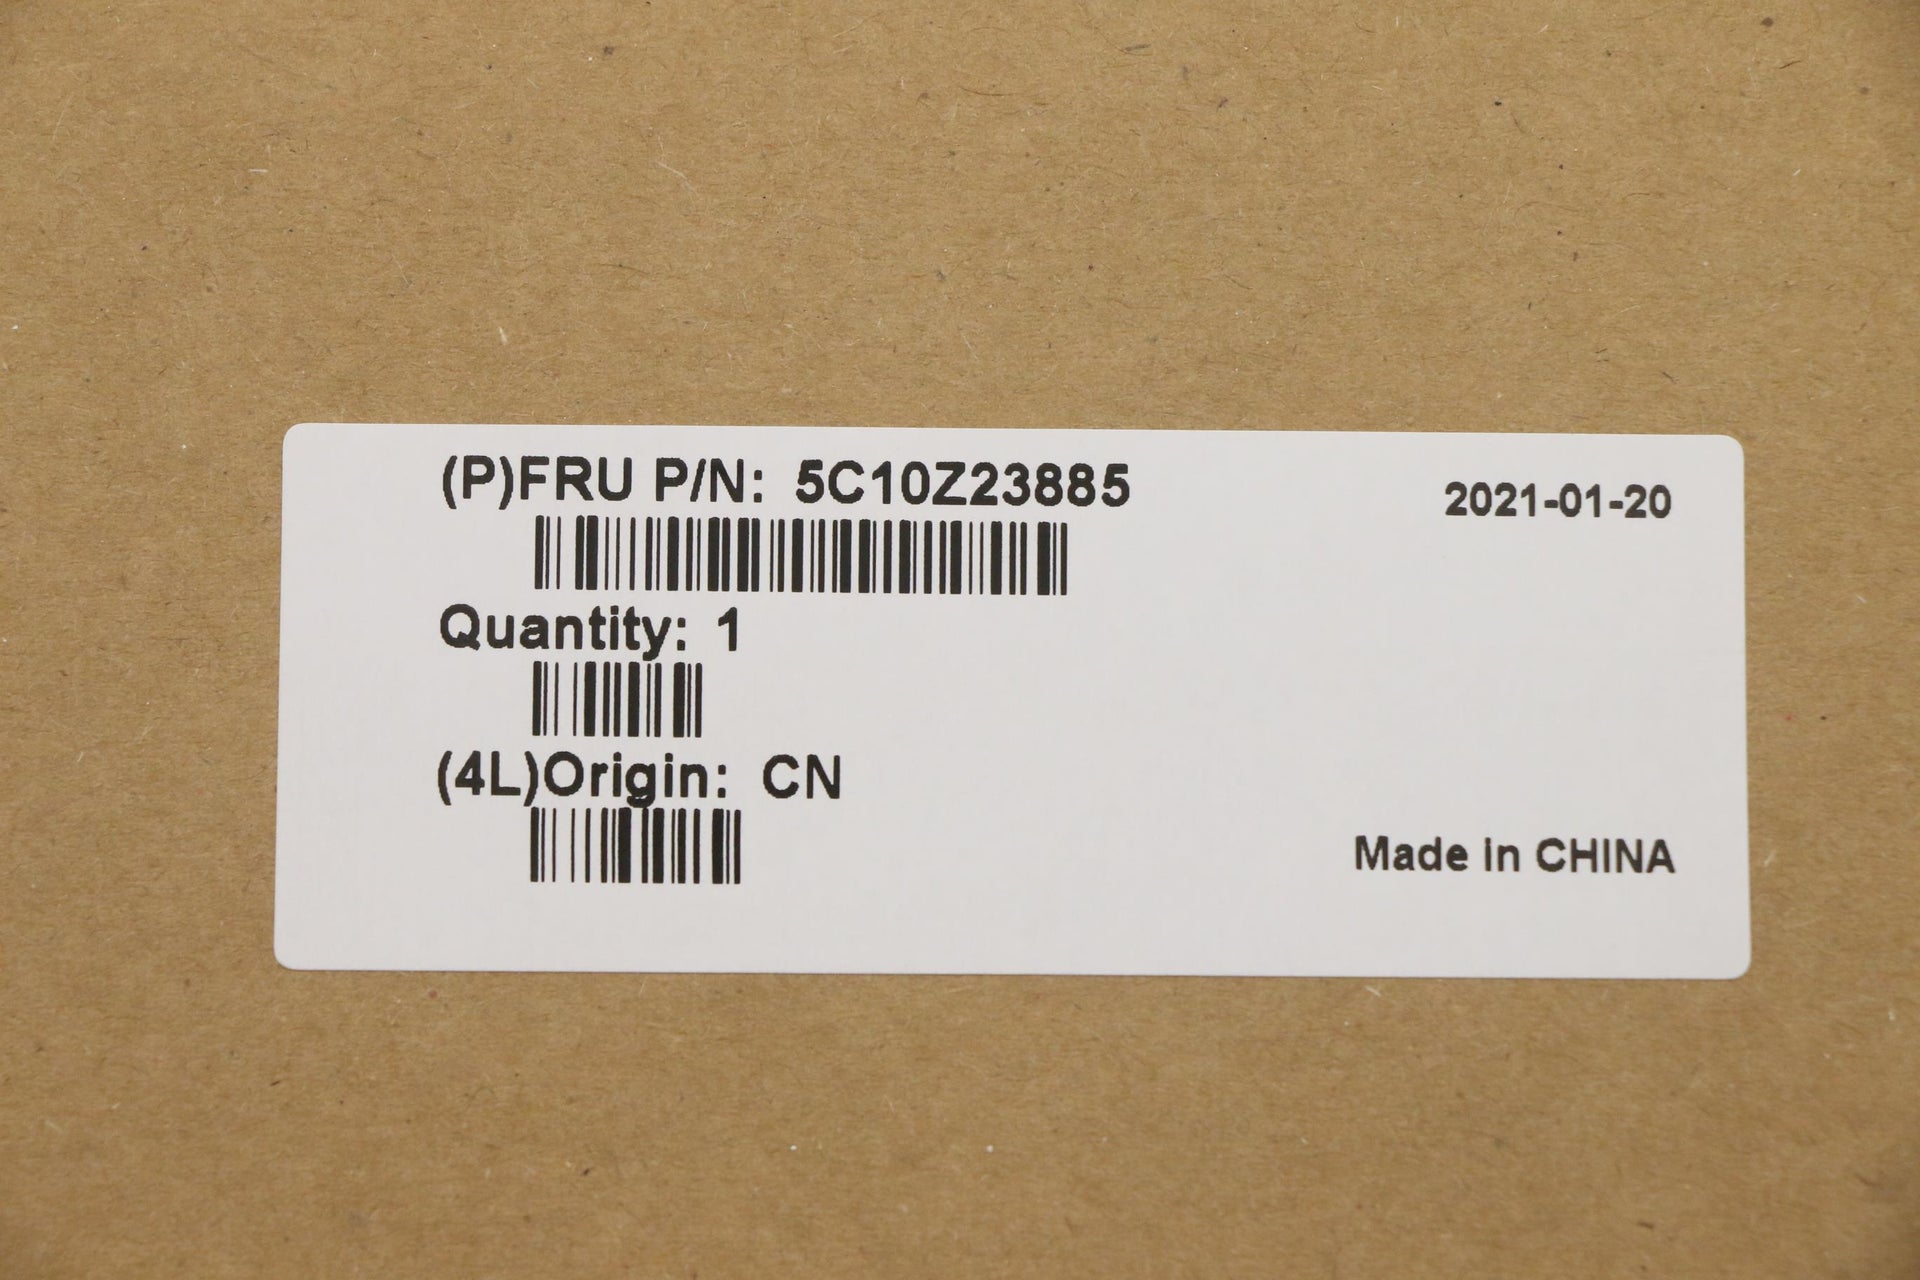 (P)FRU P/N: 5C10Z23885
2021-01-20
Quantity: 1
(4L)Origin: CN
Made in CHINA